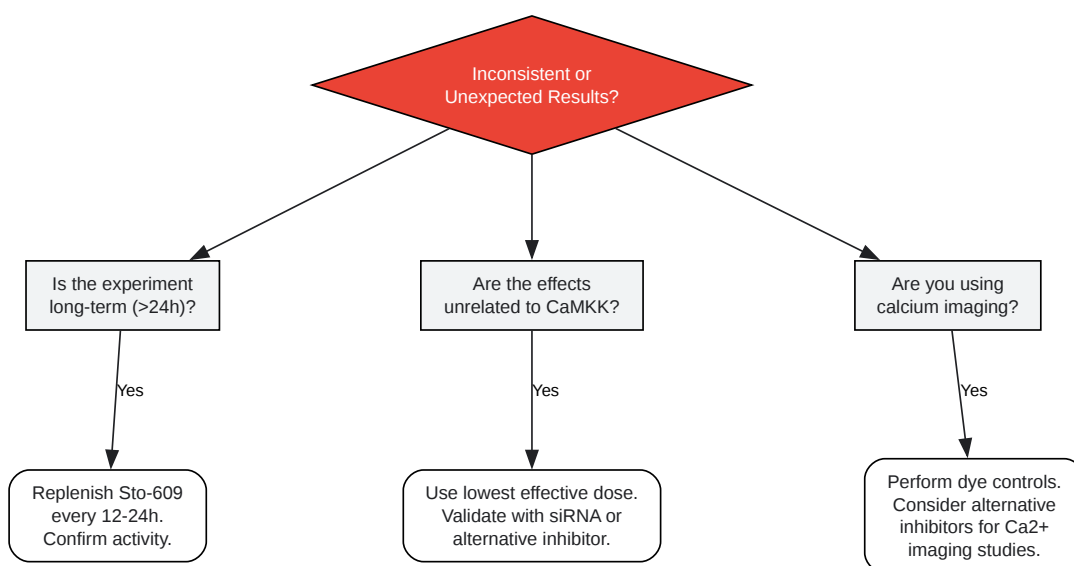 Inconsistent or
Unexpected Results?
Is the experiment
long-term (>24h)?
Are the effects
unrelated to CaMKK?
Are you using
calcium imaging?
Yes
Yes
Yes
Replenish Sto-609
every 12-24h.
Confirm activity.
Use lowest effective dose.
Validate with siRNA or
alternative inhibitor.
Perform dye controls.
Consider alternative
inhibitors for Ca2+
imaging studies.